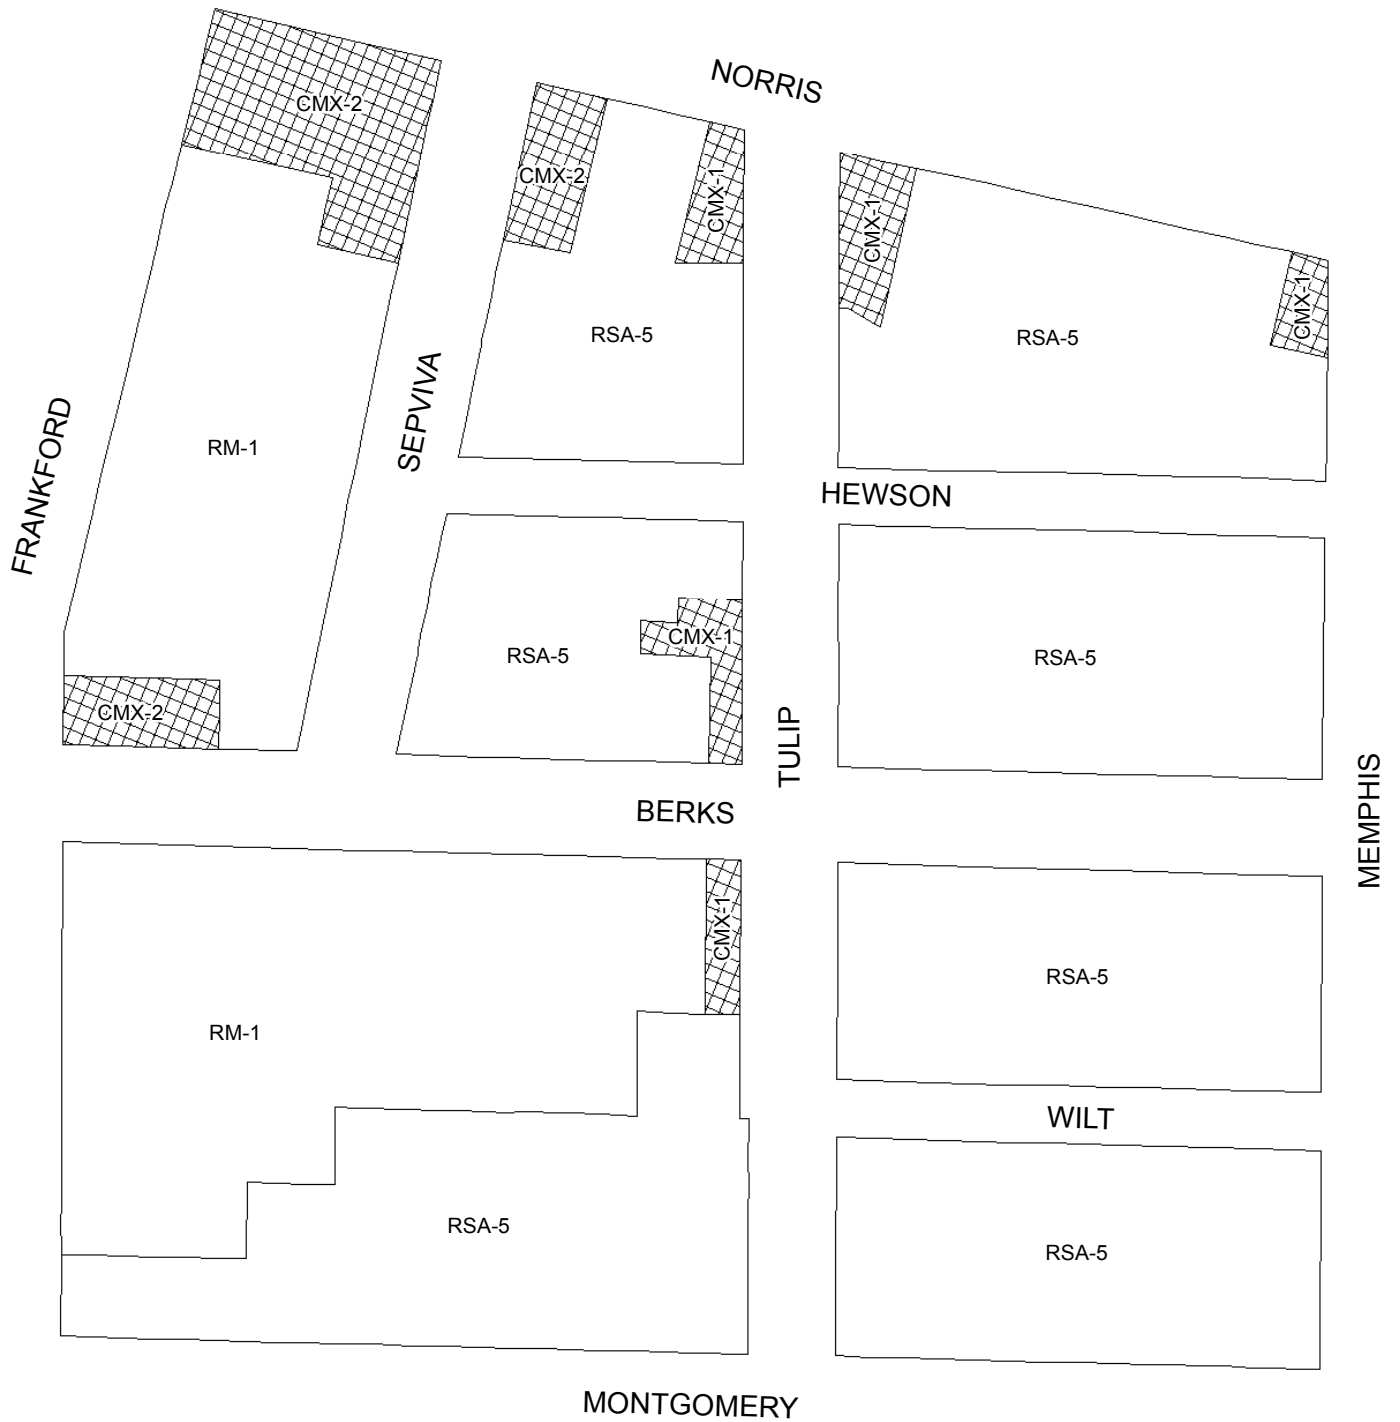 NORRIS
CMX-2
CMX-2
CMX-1
CMX-1
CMX-1
RSA-5
RSA-5
SEPVIVA
RM-1
FRANKFORD
HEWSON
CMX-1
RSA-5
RSA-5
CMX-2
TULIP
BERKS
MEMPHIS
CMX-1
RSA-5
RM-1
WILT
RSA-5
RSA-5
MONTGOMERY